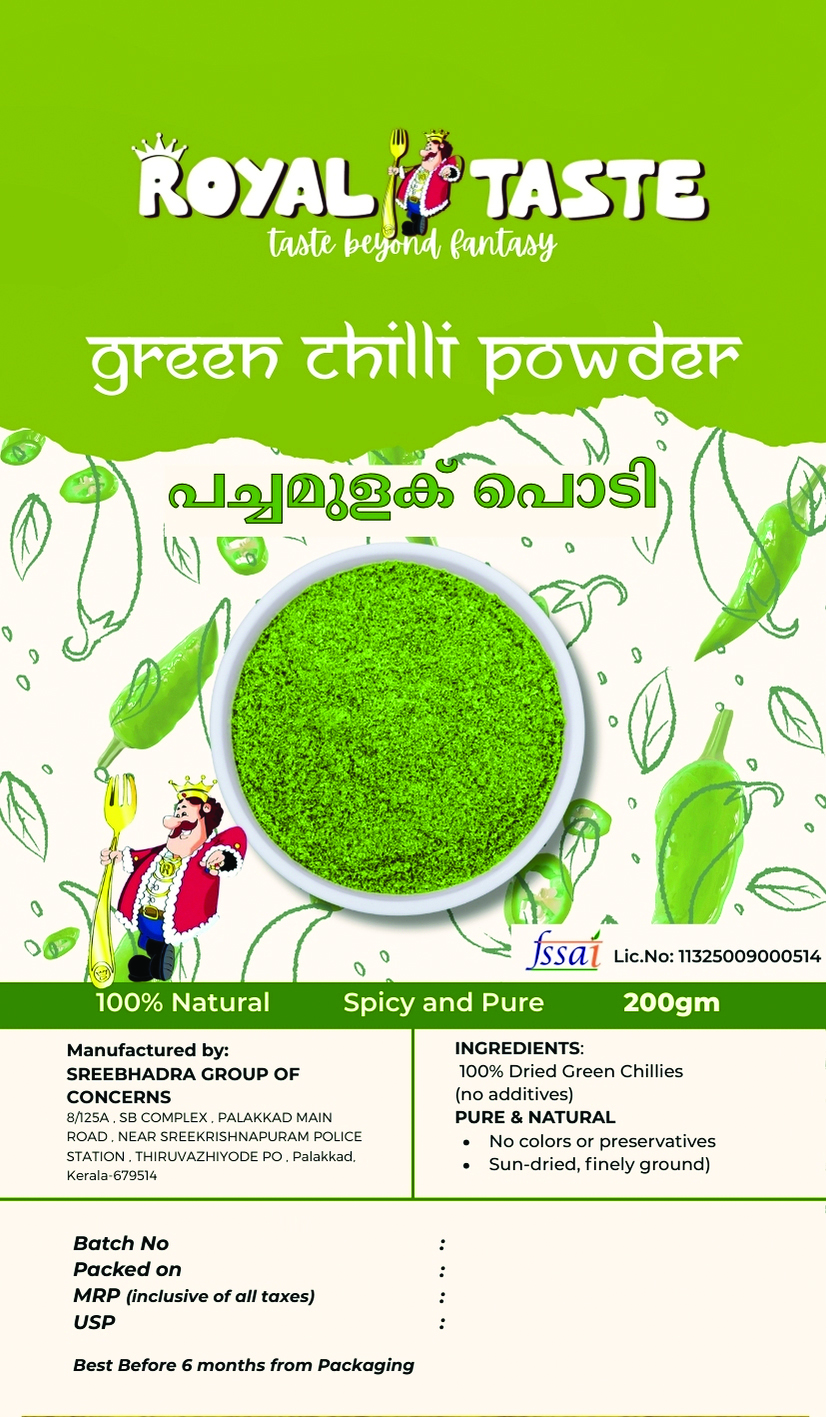 ROYAL TASTE
taste beyond fantasy
green chilli powder
പച്ചമുളക് പൊടി
fssai Lic.No: 11325009000514
100% Natural Spicy and Pure 200gm
Manufactured by:
SREEBHADRA GROUP OF
CONCERNS
8/125A , SB COMPLEX , PALAKKAD MAIN
ROAD , NEAR SREEKRISHNAPURAM POLICE
STATION , THIRUVAZHIYODE PO , Palakkad,
Kerala-679514
INGREDIENTS:
100% Dried Green Chillies
(no additives)
PURE & NATURAL
• No colors or preservatives
• Sun-dried, finely ground)
Batch No :
Packed on :
MRP (inclusive of all taxes) :
USP :
Best Before 6 months from Packaging